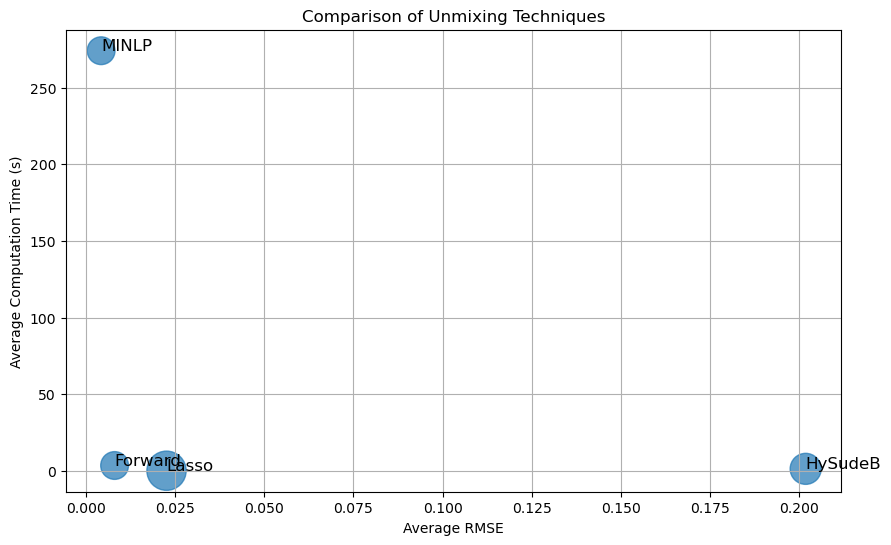 Comparison of Unmixing Techniques
MINLP
250
200
150
100
50
0
Average Computation Time (s)
Forward
Lasso
HySudeB
0.000
0.025
0.050
0.075
0.100
0.125
0.150
0.175
0.200
Average RMSE